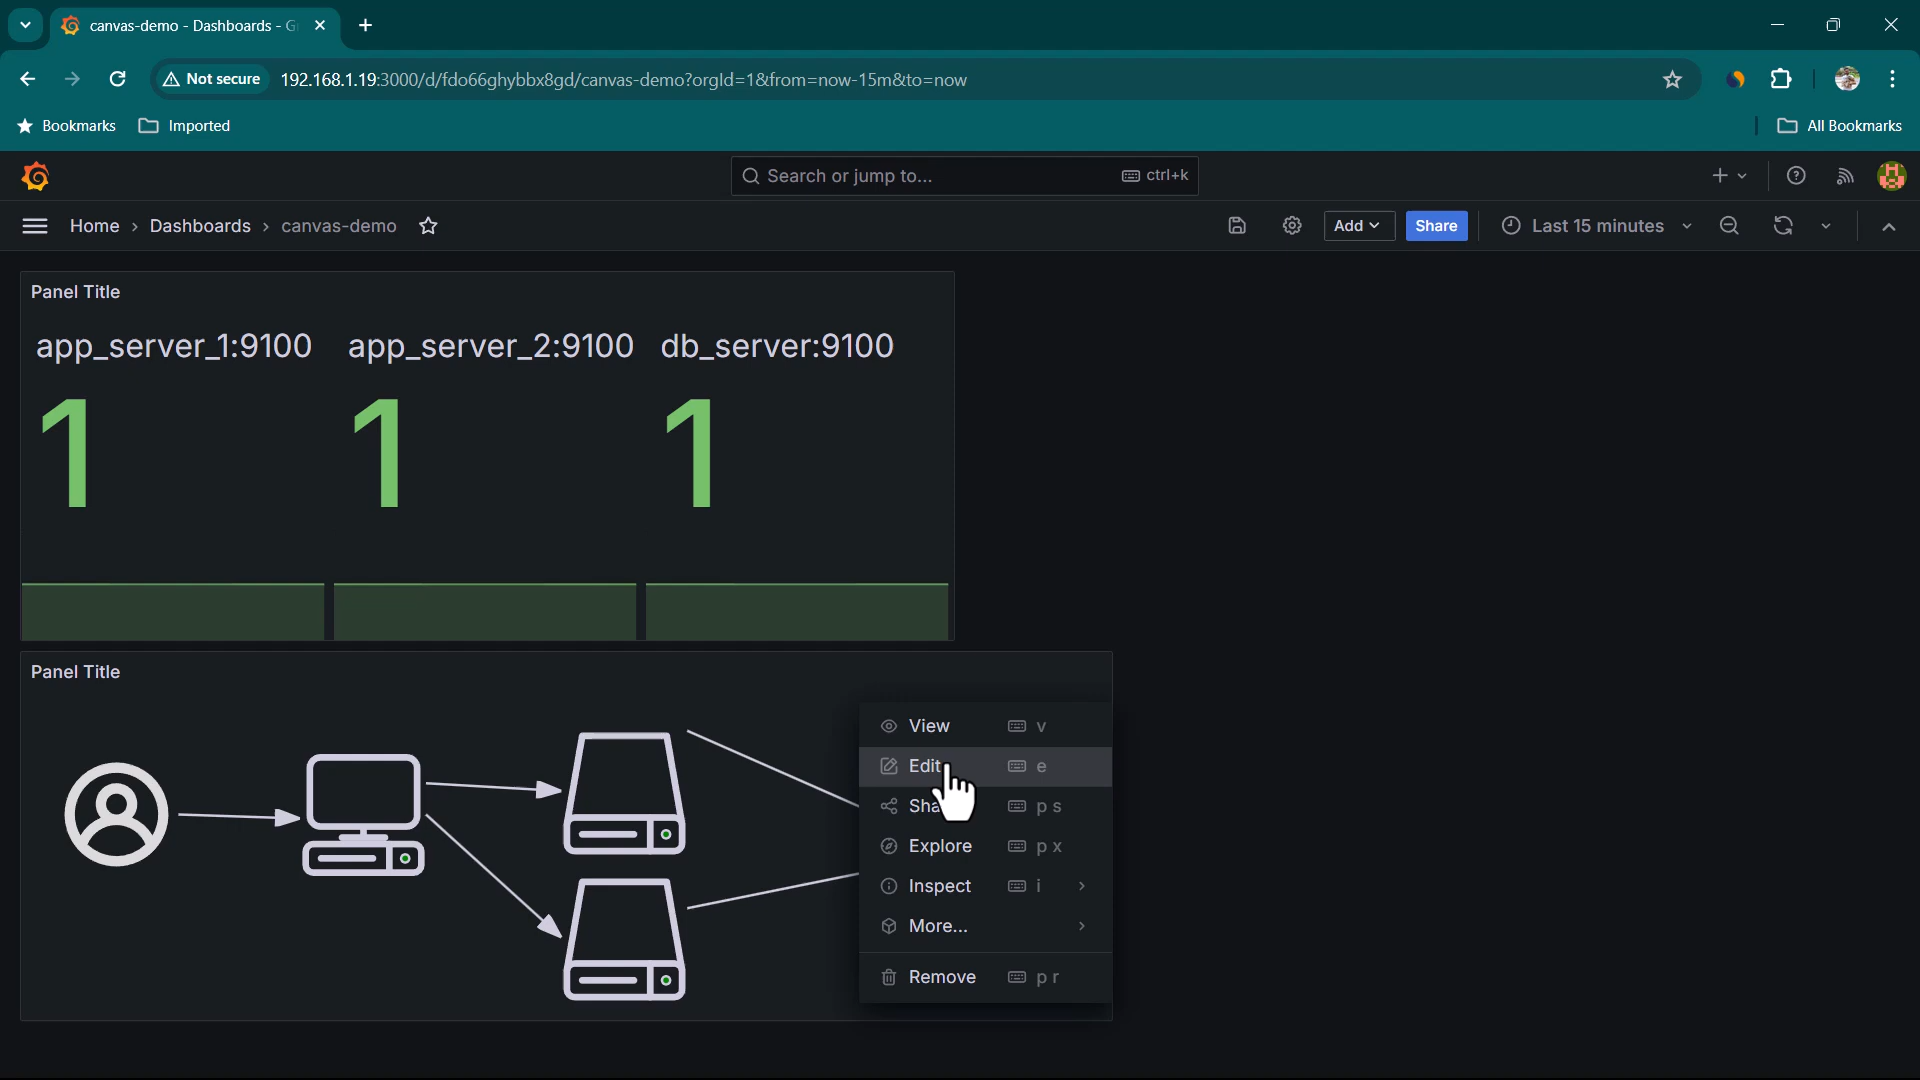 canvas-demo - Dashboards - G
Not secure 192.168.1.19:3000/d/fdo66ghybbx8gd/canvas-demo?orgId=1&from=now-15m&to=now
Bookmarks Imported All Bookmarks
Search or jump to... ctrl+k
Home › Dashboards › canvas-demo Add Share Last 15 minutes
Panel Title
app_server_1:9100 app_server_2:9100 db_server:9100
1 1 1
Panel Title
View v
Edit e
Sha p s
Explore p x
Inspect i
More...
Remove p r